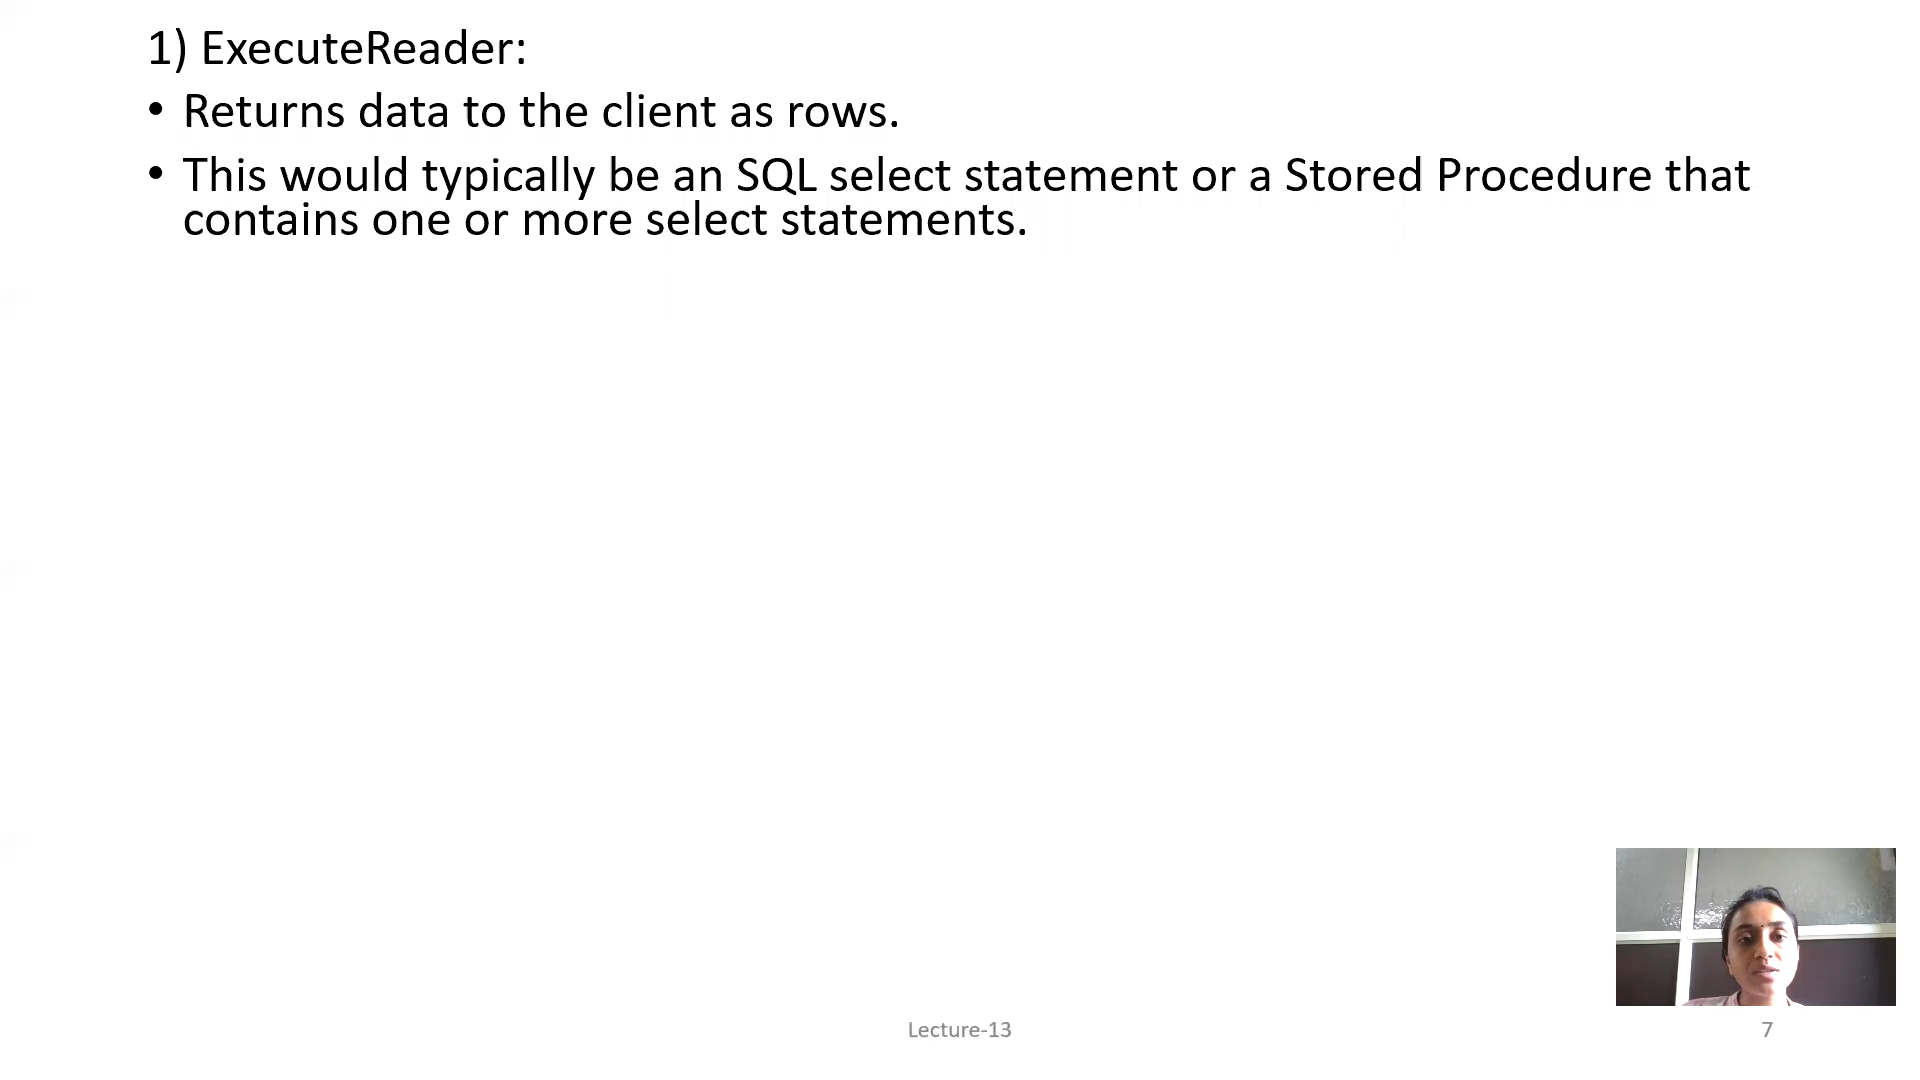 1) ExecuteReader:
• Returns data to the client as rows.
• This would typically be an SQL select statement or a Stored Procedure that
contains one or more select statements.
Lecture-13
7